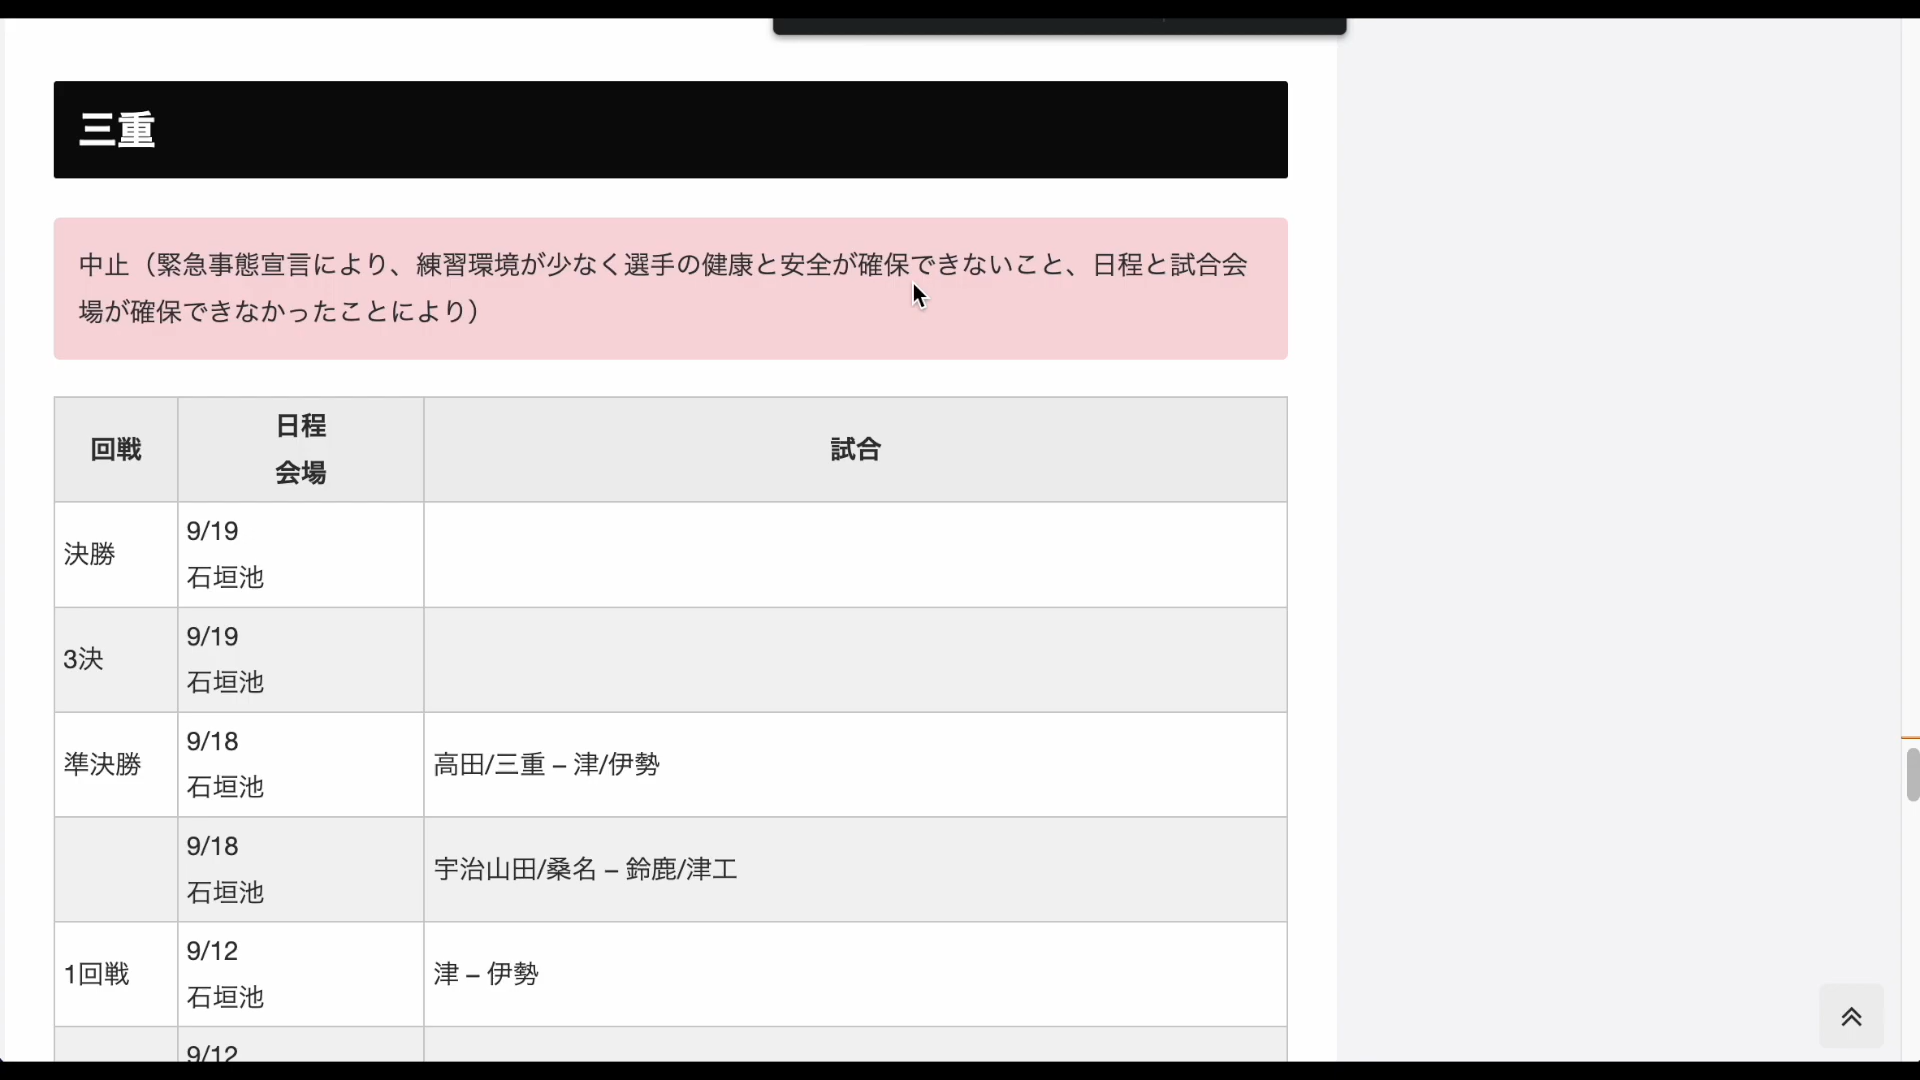 三重
中止（緊急事態宣言により、練習環境が少なく選手の健康と安全が確保できないこと、日程と試合会
場が確保できなかったことにより）
回戦
日程
会場
試合
決勝
9/19
石垣池
3決
9/19
石垣池
準決勝
9/18
石垣池
高田/三重 – 津/伊勢
9/18
石垣池
宇治山田/桑名 – 鈴鹿/津工
1回戦
9/12
石垣池
津 – 伊勢
9/12